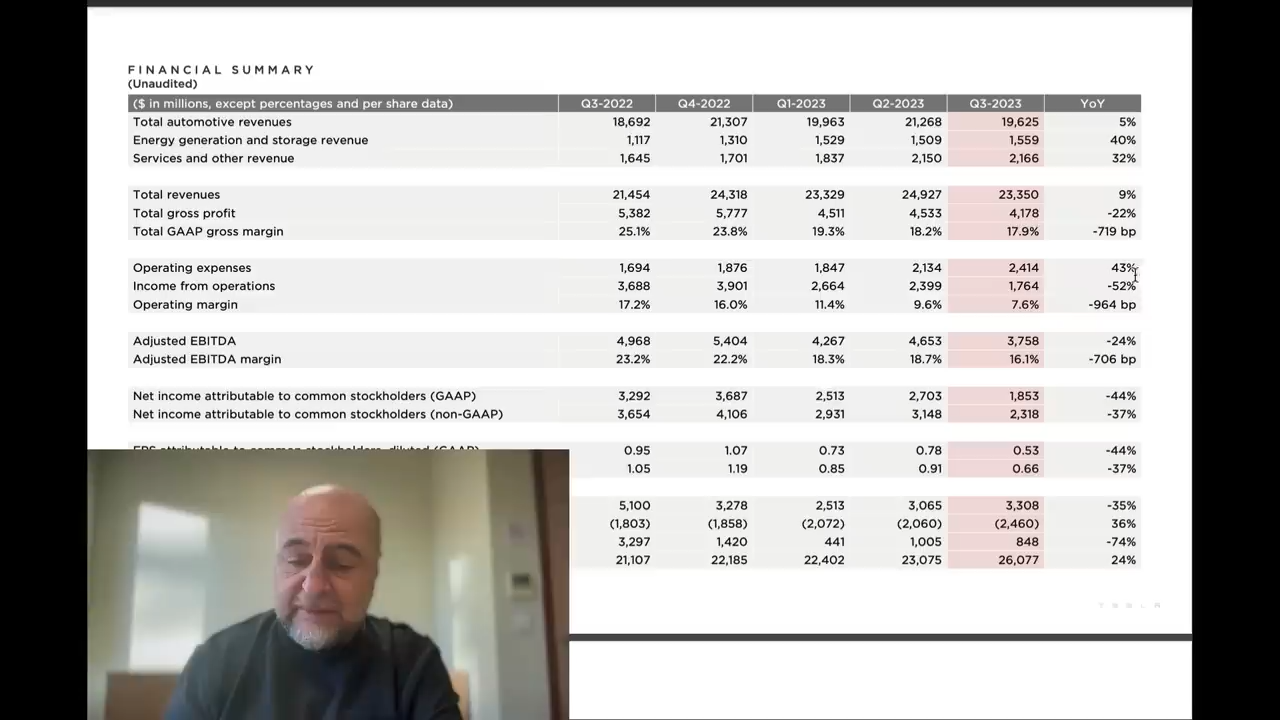 FINANCIAL SUMMARY
(Unaudited)
($ in millions, except percentages and per share data) Q3-2022 Q4-2022 Q1-2023 Q2-2023 Q3-2023 YoY
Total automotive revenues 18,692 21,307 19,963 21,268 19,625 5%
Energy generation and storage revenue 1,117 1,310 1,529 1,509 1,559 40%
Services and other revenue 1,645 1,701 1,837 2,150 2,166 32%
Total revenues 21,454 24,318 23,329 24,927 23,350 9%
Total gross profit 5,382 5,777 4,511 4,533 4,178 -22%
Total GAAP gross margin 25.1% 23.8% 19.3% 18.2% 17.9% -719 bp
Operating expenses 1,694 1,876 1,847 2,134 2,414 43%
Income from operations 3,688 3,901 2,664 2,399 1,764 -52%
Operating margin 17.2% 16.0% 11.4% 9.6% 7.6% -964 bp
Adjusted EBITDA 4,968 5,404 4,267 4,653 3,758 -24%
Adjusted EBITDA margin 23.2% 22.2% 18.3% 18.7% 16.1% -706 bp
Net income attributable to common stockholders (GAAP) 3,292 3,687 2,513 2,703 1,853 -44%
Net income attributable to common stockholders (non-GAAP) 3,654 4,106 2,931 3,148 2,318 -37%
EPS attributable to common stockholders, diluted (GAAP) 0.95 1.07 0.73 0.78 0.53 -44%
1.05 1.19 0.85 0.91 0.66 -37%
5,100 3,278 2,513 3,065 3,308 -35%
(1,803) (1,858) (2,072) (2,060) (2,460) 36%
3,297 1,420 441 1,005 848 -74%
21,107 22,185 22,402 23,075 26,077 24%
TESLA